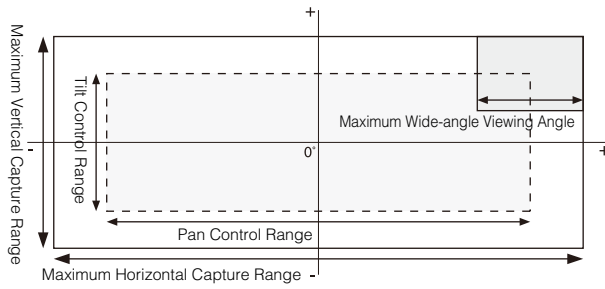 +
Maximum Vertical Capture Range
Tilt Control Range
Maximum Wide-angle Viewing Angle
-
0°
+
Pan Control Range
Maximum Horizontal Capture Range
-